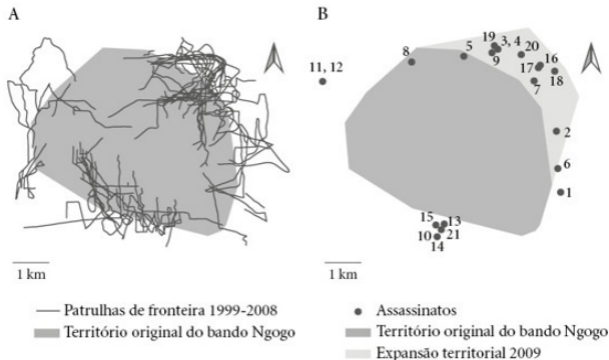 A
1 km
Patrulhas de fronteira 1999-2008
Território original do bando Ngogo
B
11, 12
8
5
19
3, 4
9
20
17
16
18
7
2
6
1
15
13
10
21
14
1 km
Assassinatos
Território original do bando Ngogo
Expansão territorial 2009